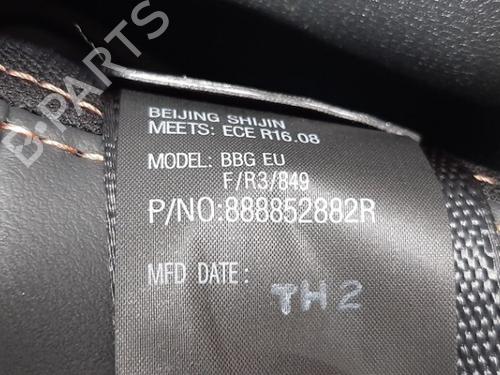 BEIJING SHIJIN
MEETS: ECE R16.08
MODEL: BBG EU
F/R3/849
P/NO:888852882R
MFD DATE:
TH2
B-PARTS